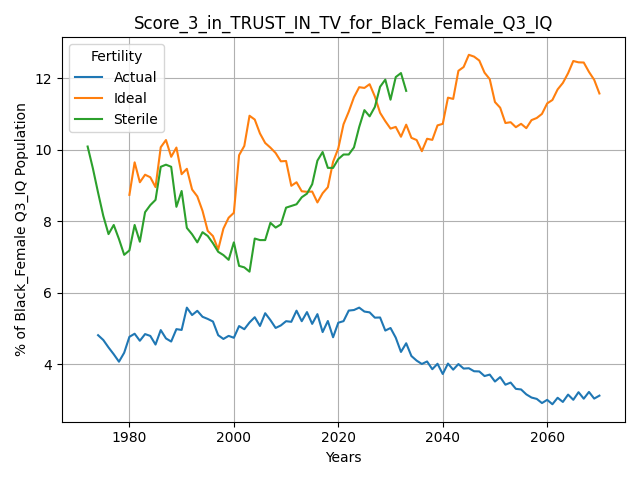 Score_3_in_TRUST_IN_TV_for_Black_Female_Q3_IQ
Fertility
Actual
Ideal
Sterile
% of Black_Female Q3_IQ Population
12
10
8
6
4
1980 2000 2020 2040 2060
Years